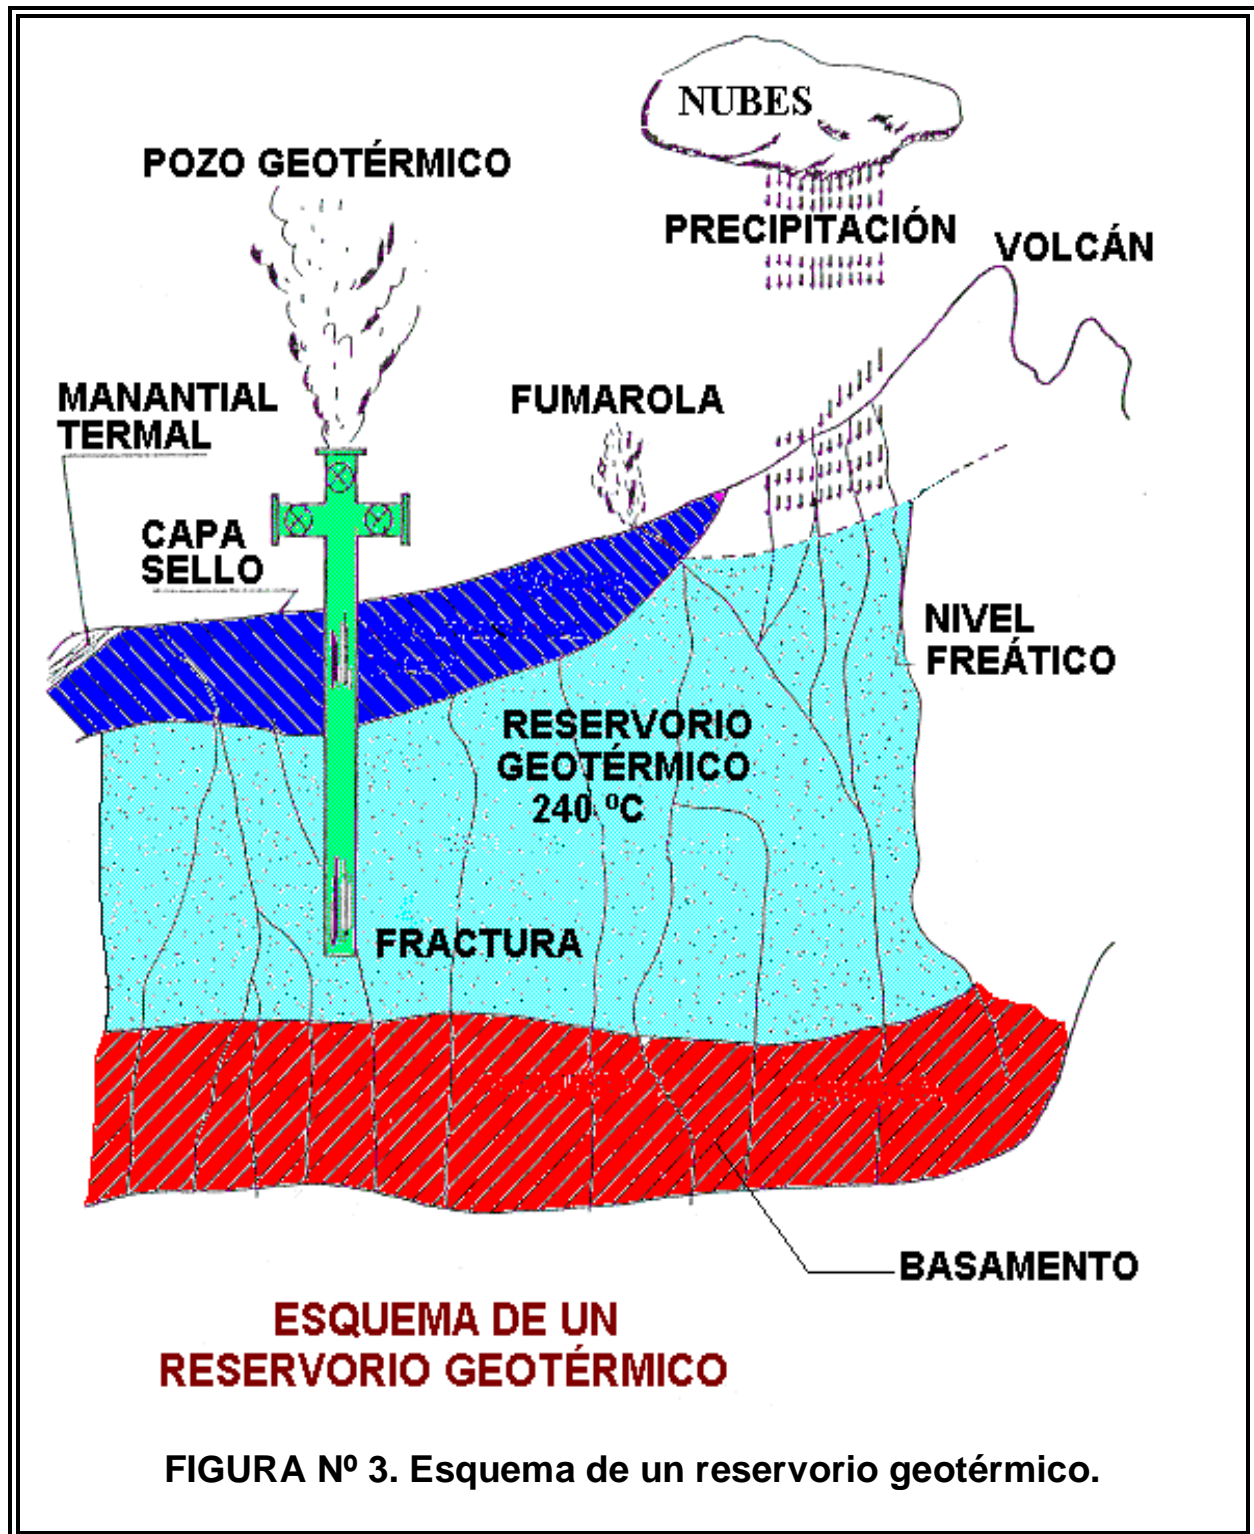 NUBES
POZO GEOTÉRMICO
PRECIPITACIÓN
VOLCÁN
MANANTIAL
TERMAL
FUMAROLA
CAPA
SELLO
NIVEL
FREÁTICO
RESERVORIO
GEOTÉRMICO
240 ºC
FRACTURA
BASAMENTO
ESQUEMA DE UN
RESERVORIO GEOTÉRMICO
FIGURA Nº 3. Esquema de un reservorio geotérmico.